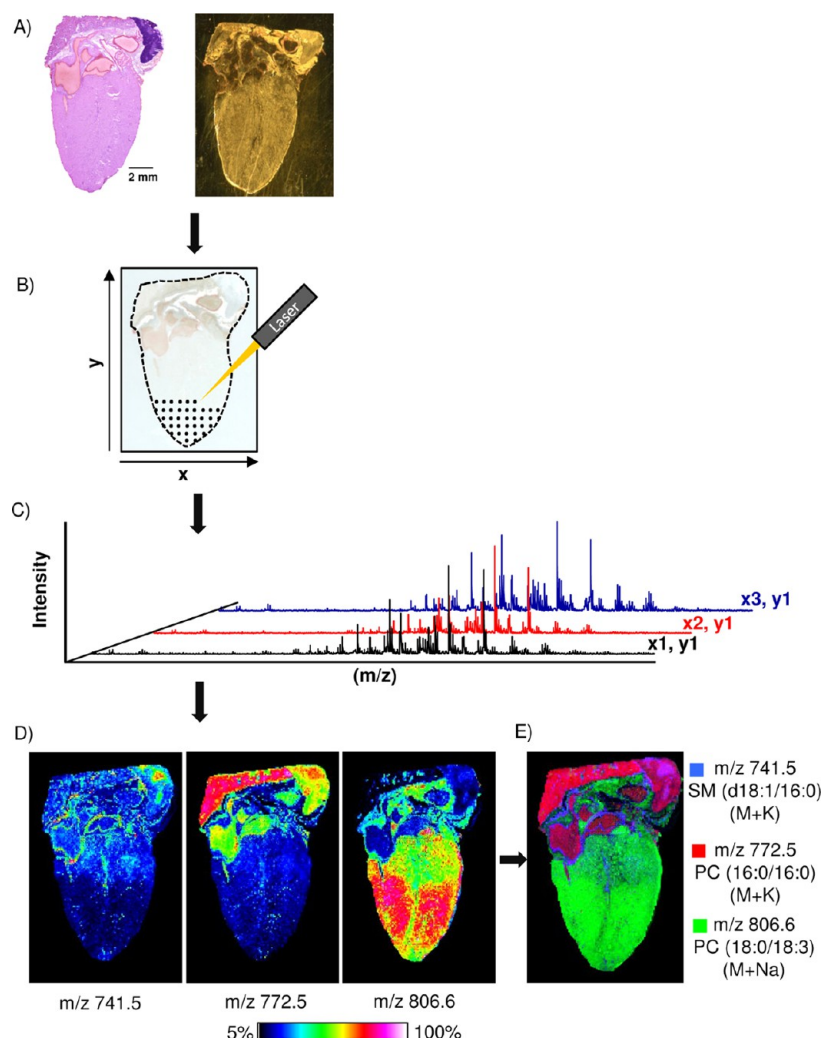 A)
2 mm
B)
Laser
y
x
C)
Intensity
x3, y1
x2, y1
x1, y1
(m/z)
D)
E)
m/z 741.5
SM (d18:1/16:0)
(M+K)
m/z 772.5
PC (16:0/16:0)
(M+K)
m/z 806.6
PC (18:0/18:3)
(M+Na)
m/z 741.5
m/z 772.5
m/z 806.6
5%
100%